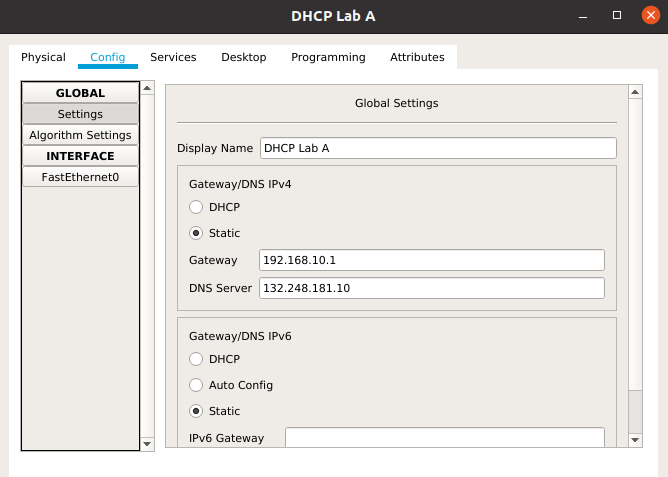 DHCP Lab A
Physical Config Services Desktop Programming Attributes
GLOBAL
Settings
Algorithm Settings
INTERFACE
FastEthernet0
Global Settings
Display Name DHCP Lab A
Gateway/DNS IPv4
DHCP
Static
Gateway 192.168.10.1
DNS Server 132.248.181.10
Gateway/DNS IPv6
DHCP
Auto Config
Static
IPv6 Gateway